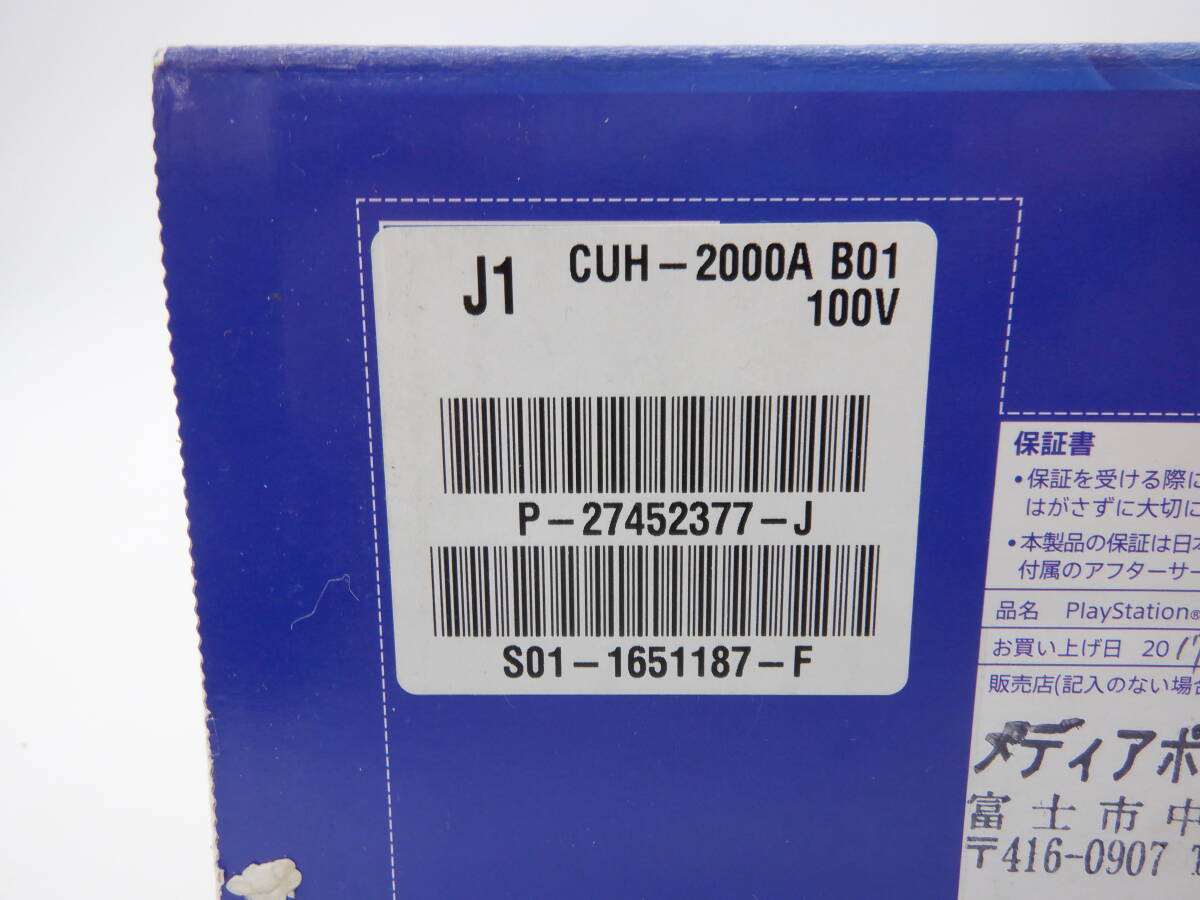 J1 CUH-2000A B01
100V
P-27452377-J
S01-1651187-F
保証書
•保証を受ける際に
はがさずに大切に
•本製品の保証は日本
付属のアフターサー
品名 PlayStation®
お買い上げ日 2017
販売店(記入のない場合
メディアポ
富士市中
〒416-0907